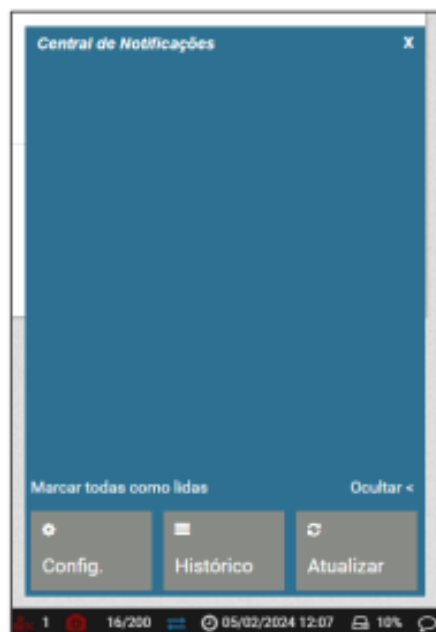 Central de Notificações X
Marcar todas como lidas Ocultar <
Config. Histórico Atualizar
1 16/200 05/02/2024 12:07 10%